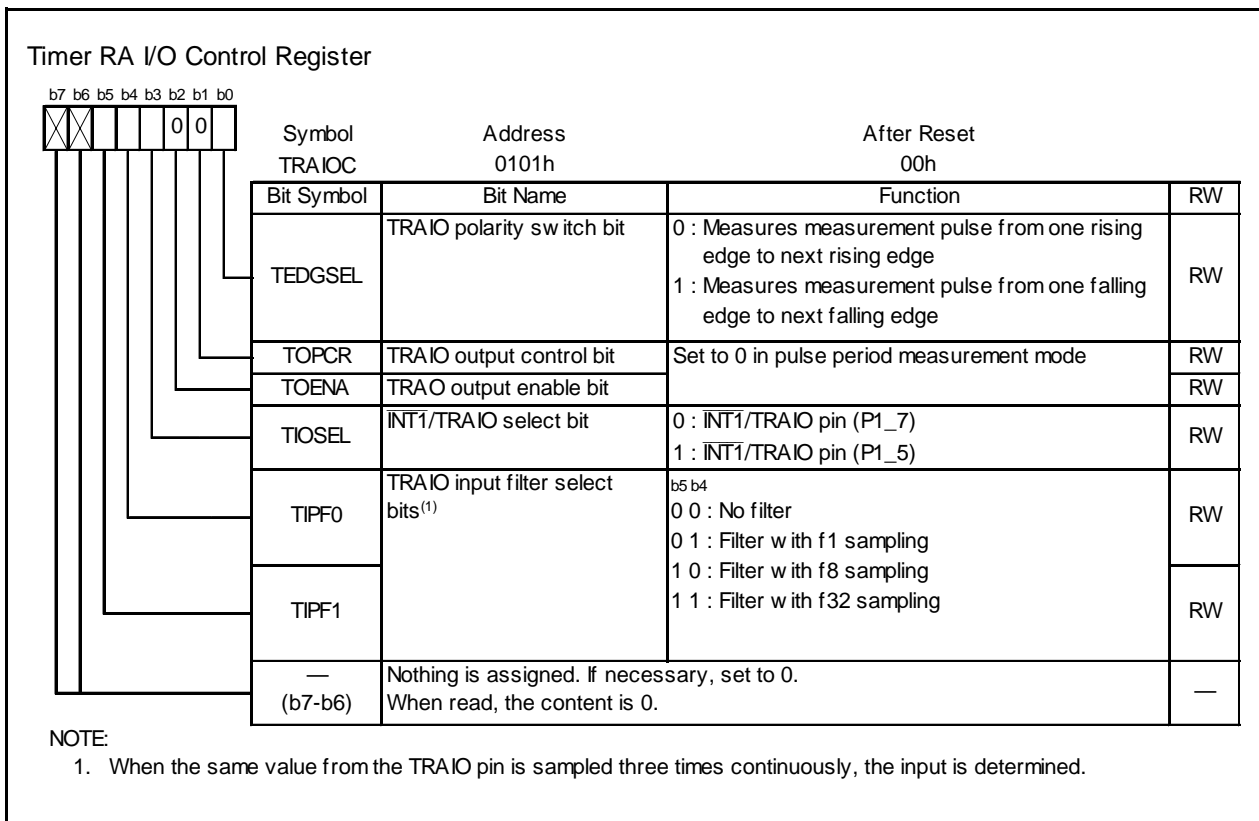 Timer RA I/O Control Register
b7 b6 b5 b4 b3 b2 b1 b0
0 0
Symbol Address After Reset
TRAIOC 0101h 00h
Bit Symbol Bit Name Function RW
TEDGSEL
TRAIO polarity switch bit
0 : Measures measurement pulse from one rising
edge to next rising edge
1 : Measures measurement pulse from one falling
edge to next falling edge
RW
TOPCR TRAIO output control bit Set to 0 in pulse period measurement mode RW
TOENA TRAO output enable bit RW
TIOSEL
INT1/TRAIO select bit
0 : INT1/TRAIO pin (P1_7)
1 : INT1/TRAIO pin (P1_5)
RW
TIPF0
TRAIO input filter select
bits(1)
b5 b4
0 0 : No filter
0 1 : Filter with f1 sampling
1 0 : Filter with f8 sampling
1 1 : Filter with f32 sampling
RW
TIPF1
RW
—
(b7-b6)
Nothing is assigned. If necessary, set to 0.
When read, the content is 0.
—
NOTE:
1. When the same value from the TRAIO pin is sampled three times continuously, the input is determined.